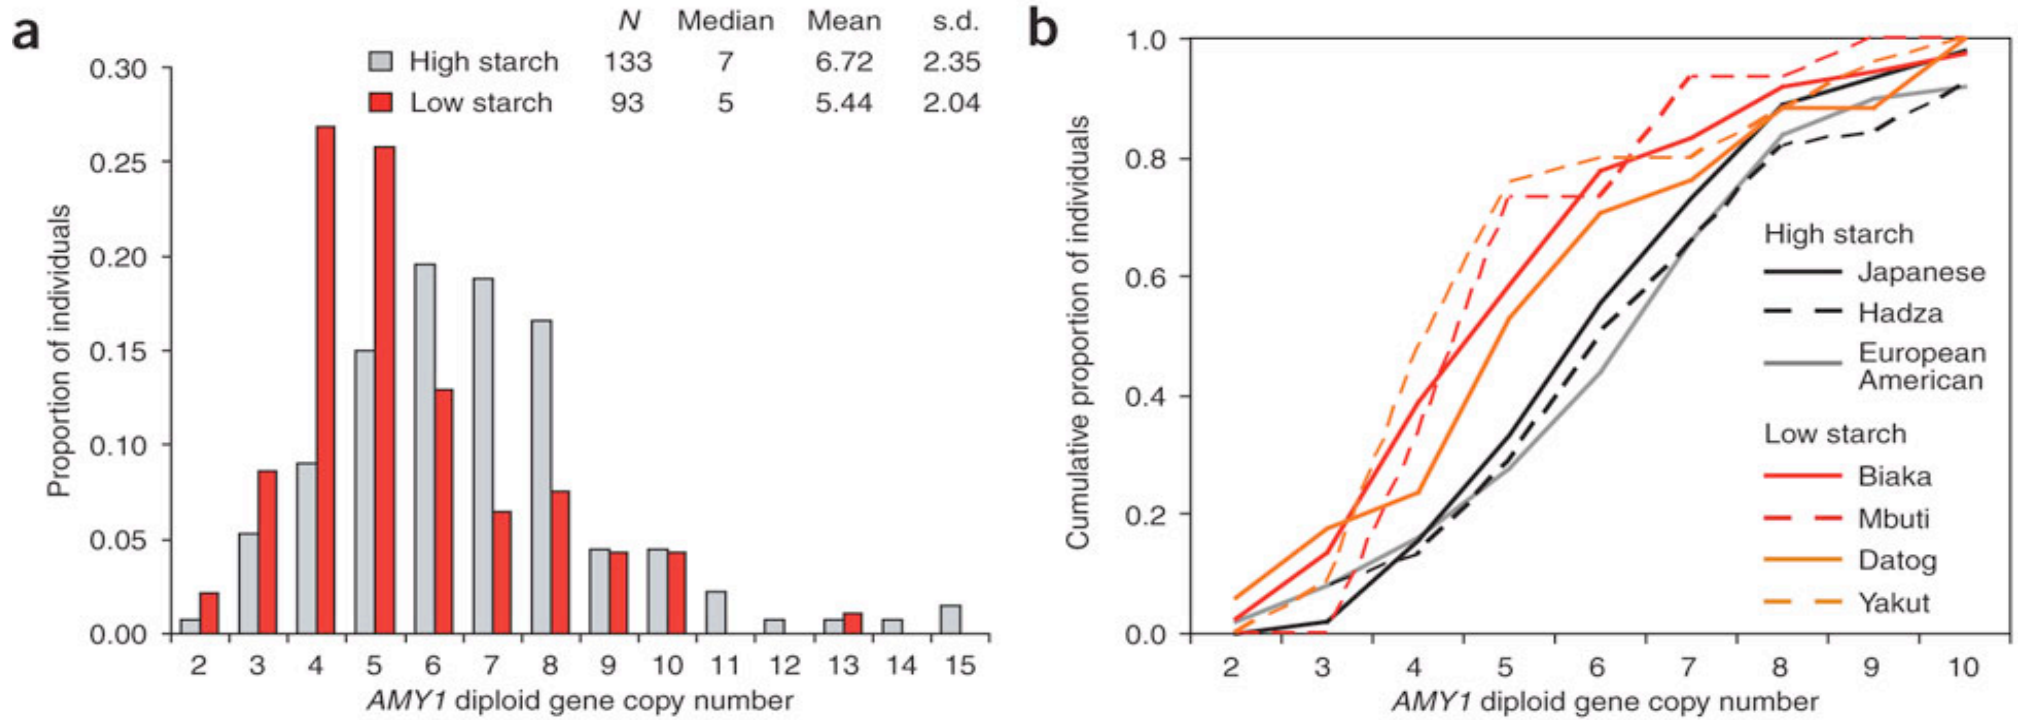 a
N Median Mean s.d.
High starch 133 7 6.72 2.35
Low starch 93 5 5.44 2.04
Proportion of individuals
0.30
0.25
0.20
0.15
0.10
0.05
0.00
2 3 4 5 6 7 8 9 10 11 12 13 14 15
AMY1 diploid gene copy number
b
Cumulative proportion of individuals
1.0
0.8
0.6
0.4
0.2
0.0
High starch
Japanese
Hadza
European
American
Low starch
Biaka
Mbuti
Datog
Yakut
2 3 4 5 6 7 8 9 10
AMY1 diploid gene copy number